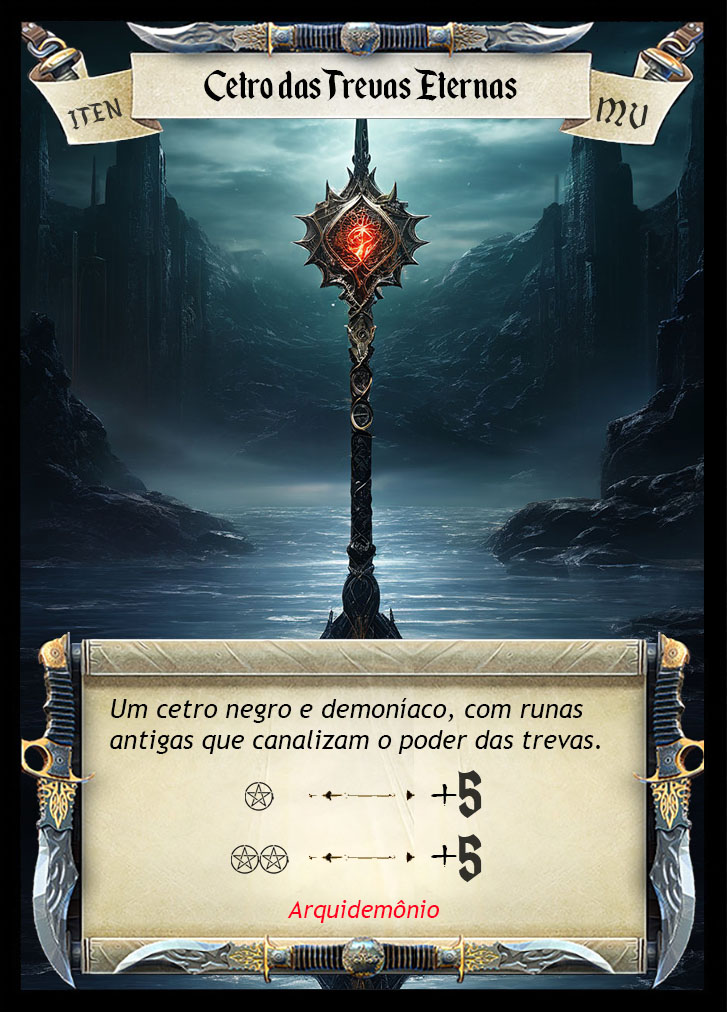 Cetro das Trevas Eternas
ITEN
MU
Um cetro negro e demoníaco, com runas
antigas que canalizam o poder das trevas.
+5
+5
Arquidemônio